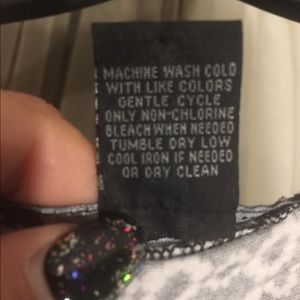 MACHINE WASH COLD
WITH LIKE COLORS
GENTLE CYCLE
ONLY NON-CHLORINE
BLEACH WHEN NEEDED
TUMBLE DRY LOW
COOL IRON IF NEEDED
OR DRY CLEAN